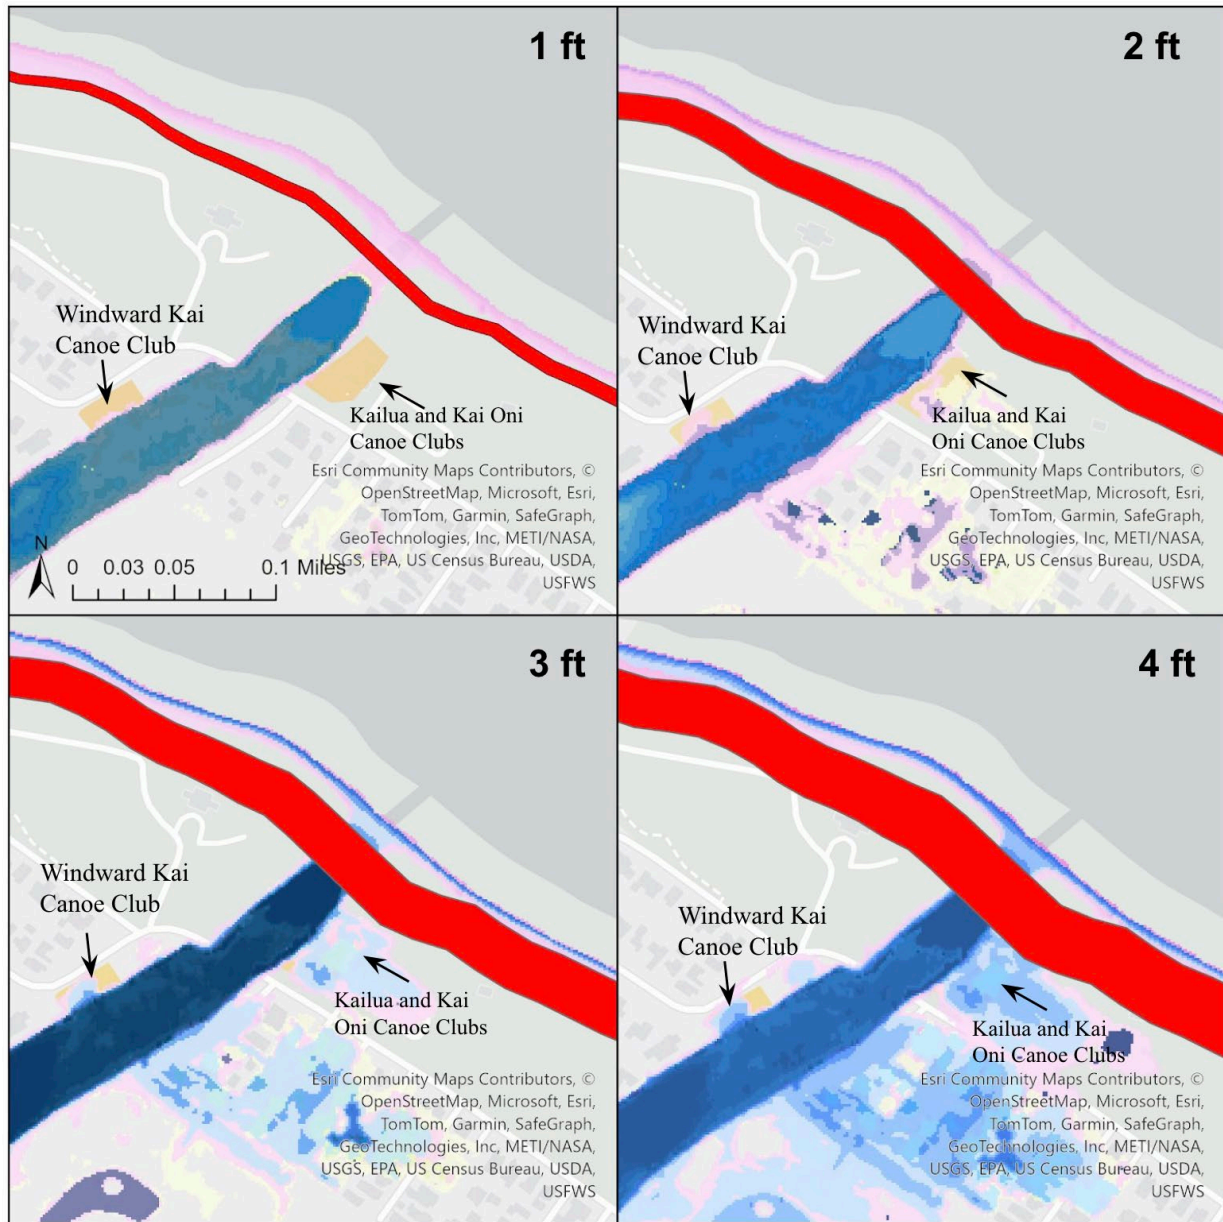 1 ft
Windward Kai
Canoe Club
Kailua and Kai Oni
Canoe Clubs
Esri Community Maps Contributors, ©
OpenStreetMap, Microsoft, Esri,
TomTom, Garmin, SafeGraph,
GeoTechnologies, Inc, METI/NASA,
USGS, EPA, US Census Bureau, USDA,
USFWS
N
0 0.03 0.05 0.1 Miles
2 ft
Windward Kai
Canoe Club
Kailua and Kai
Oni Canoe Clubs
Esri Community Maps Contributors, ©
OpenStreetMap, Microsoft, Esri,
TomTom, Garmin, SafeGraph,
GeoTechnologies, Inc, METI/NASA,
USGS, EPA, US Census Bureau, USDA,
USFWS
3 ft
Windward Kai
Canoe Club
Kailua and Kai
Oni Canoe Clubs
Esri Community Maps Contributors, ©
OpenStreetMap, Microsoft, Esri,
TomTom, Garmin, SafeGraph,
GeoTechnologies, Inc, METI/NASA,
USGS, EPA, US Census Bureau, USDA,
USFWS
4 ft
Windward Kai
Canoe Club
Kailua and Kai
Oni Canoe Clubs
Esri Community Maps Contributors, ©
OpenStreetMap, Microsoft, Esri,
TomTom, Garmin, SafeGraph,
GeoTechnologies, Inc, METI/NASA,
USGS, EPA, US Census Bureau, USDA,
USFWS